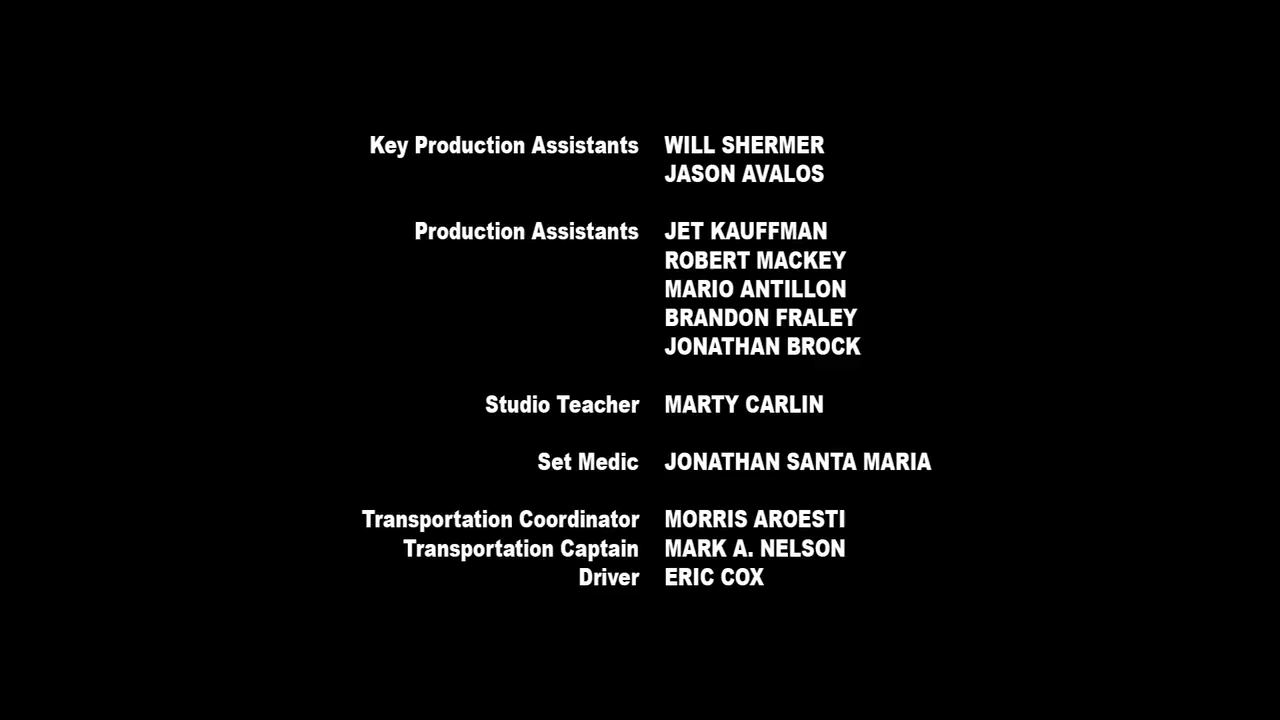 Key Production Assistants WILL SHERMER
JASON AVALOS
Production Assistants JET KAUFFMAN
ROBERT MACKEY
MARIO ANTILLON
BRANDON FRALEY
JONATHAN BROCK
Studio Teacher MARTY CARLIN
Set Medic JONATHAN SANTA MARIA
Transportation Coordinator MORRIS AROESTI
Transportation Captain MARK A. NELSON
Driver ERIC COX